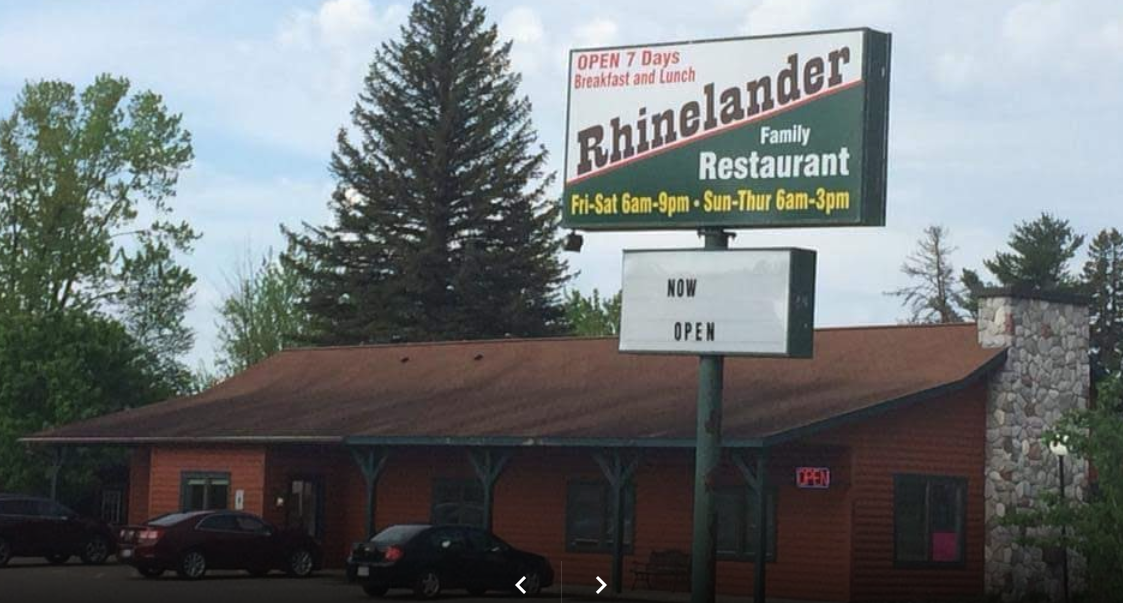 OPEN 7 Days
Breakfast and Lunch
Rhinelander
Family
Restaurant
Fri-Sat 6am-9pm • Sun-Thur 6am-3pm
NOW
OPEN
OPEN